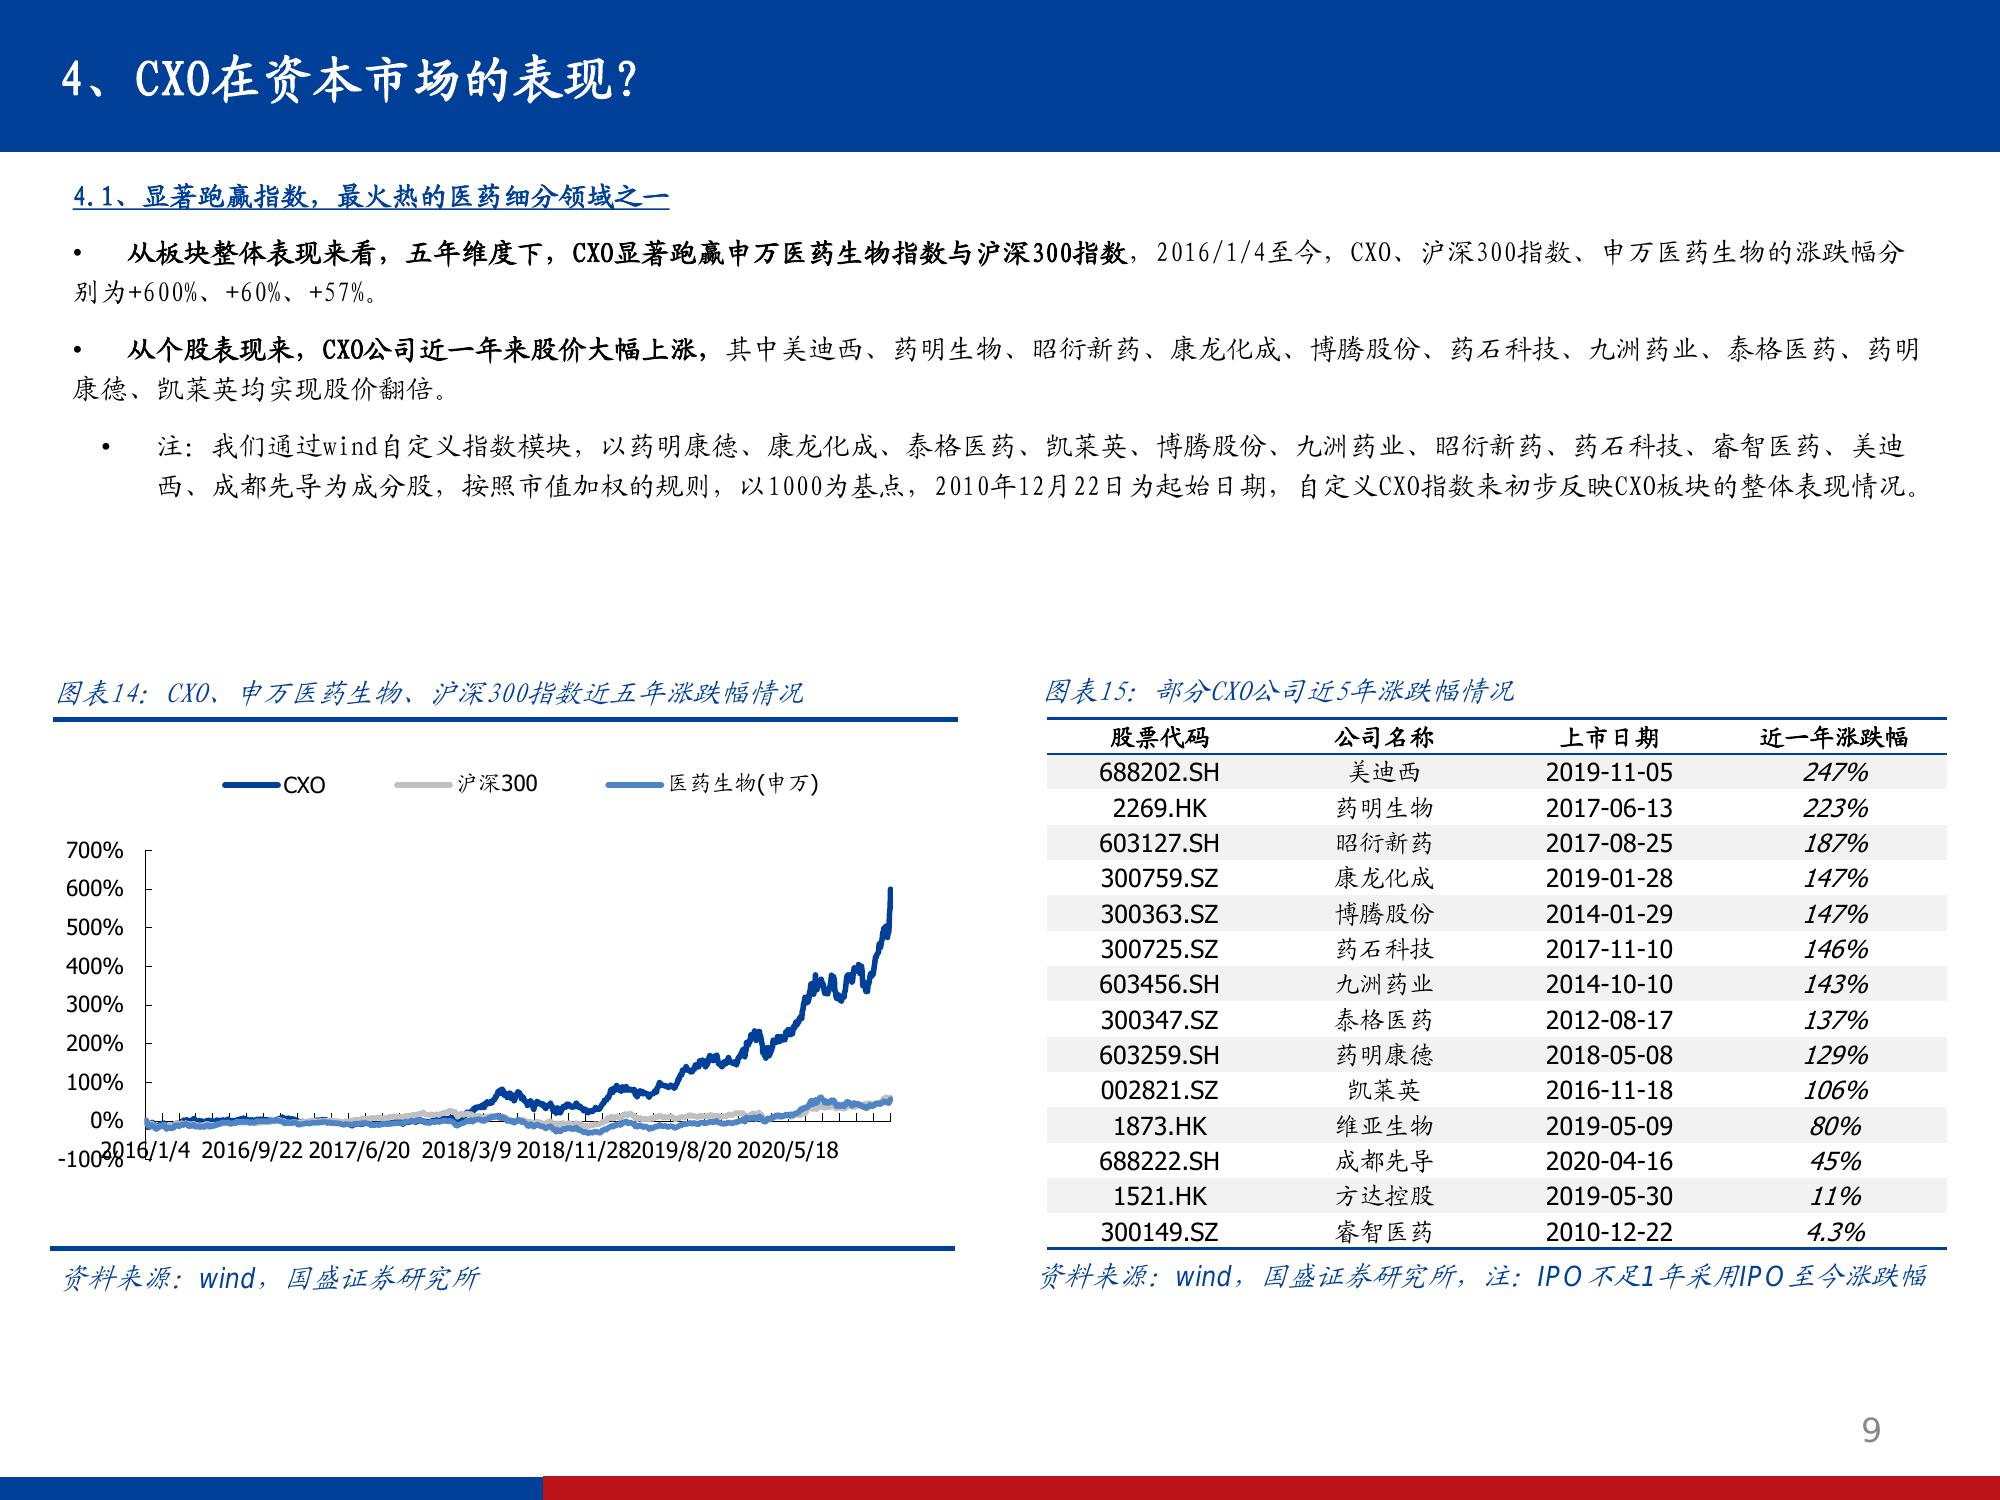 4、CXO在资本市场的表现？
4.1、显著跑赢指数，最火热的医药细分领域之一
• 从板块整体表现来看，五年维度下，CXO显著跑赢申万医药生物指数与沪深300指数，2016/1/4至今，CXO、沪深300指数、申万医药生物的涨跌幅分
别为+600%、+60%、+57%。
• 从个股表现来，CXO公司近一年来股价大幅上涨，其中美迪西、药明生物、昭衍新药、康龙化成、博腾股份、药石科技、九洲药业、泰格医药、药明
康德、凯莱英均实现股价翻倍。
• 注：我们通过wind自定义指数模块，以药明康德、康龙化成、泰格医药、凯莱英、博腾股份、九洲药业、昭衍新药、药石科技、睿智医药、美迪
西、成都先导为成分股，按照市值加权的规则，以1000为基点，2010年12月22日为起始日期，自定义CXO指数来初步反映CXO板块的整体表现情况。
图表14：CXO、申万医药生物、沪深300指数近五年涨跌幅情况
CXO 沪深300 医药生物(申万)
700%
600%
500%
400%
300%
200%
100%
0%
-100%
2016/1/4 2016/9/22 2017/6/20 2018/3/9 2018/11/28 2019/8/20 2020/5/18
资料来源：wind，国盛证券研究所
图表15：部分CXO公司近5年涨跌幅情况
股票代码 公司名称 上市日期 近一年涨跌幅
688202.SH 美迪西 2019-11-05 247%
2269.HK 药明生物 2017-06-13 223%
603127.SH 昭衍新药 2017-08-25 187%
300759.SZ 康龙化成 2019-01-28 147%
300363.SZ 博腾股份 2014-01-29 147%
300725.SZ 药石科技 2017-11-10 146%
603456.SH 九洲药业 2014-10-10 143%
300347.SZ 泰格医药 2012-08-17 137%
603259.SH 药明康德 2018-05-08 129%
002821.SZ 凯莱英 2016-11-18 106%
1873.HK 维亚生物 2019-05-09 80%
688222.SH 成都先导 2020-04-16 45%
1521.HK 方达控股 2019-05-30 11%
300149.SZ 睿智医药 2010-12-22 4.3%
资料来源：wind，国盛证券研究所，注：IPO不足1年采用IPO至今涨跌幅
9